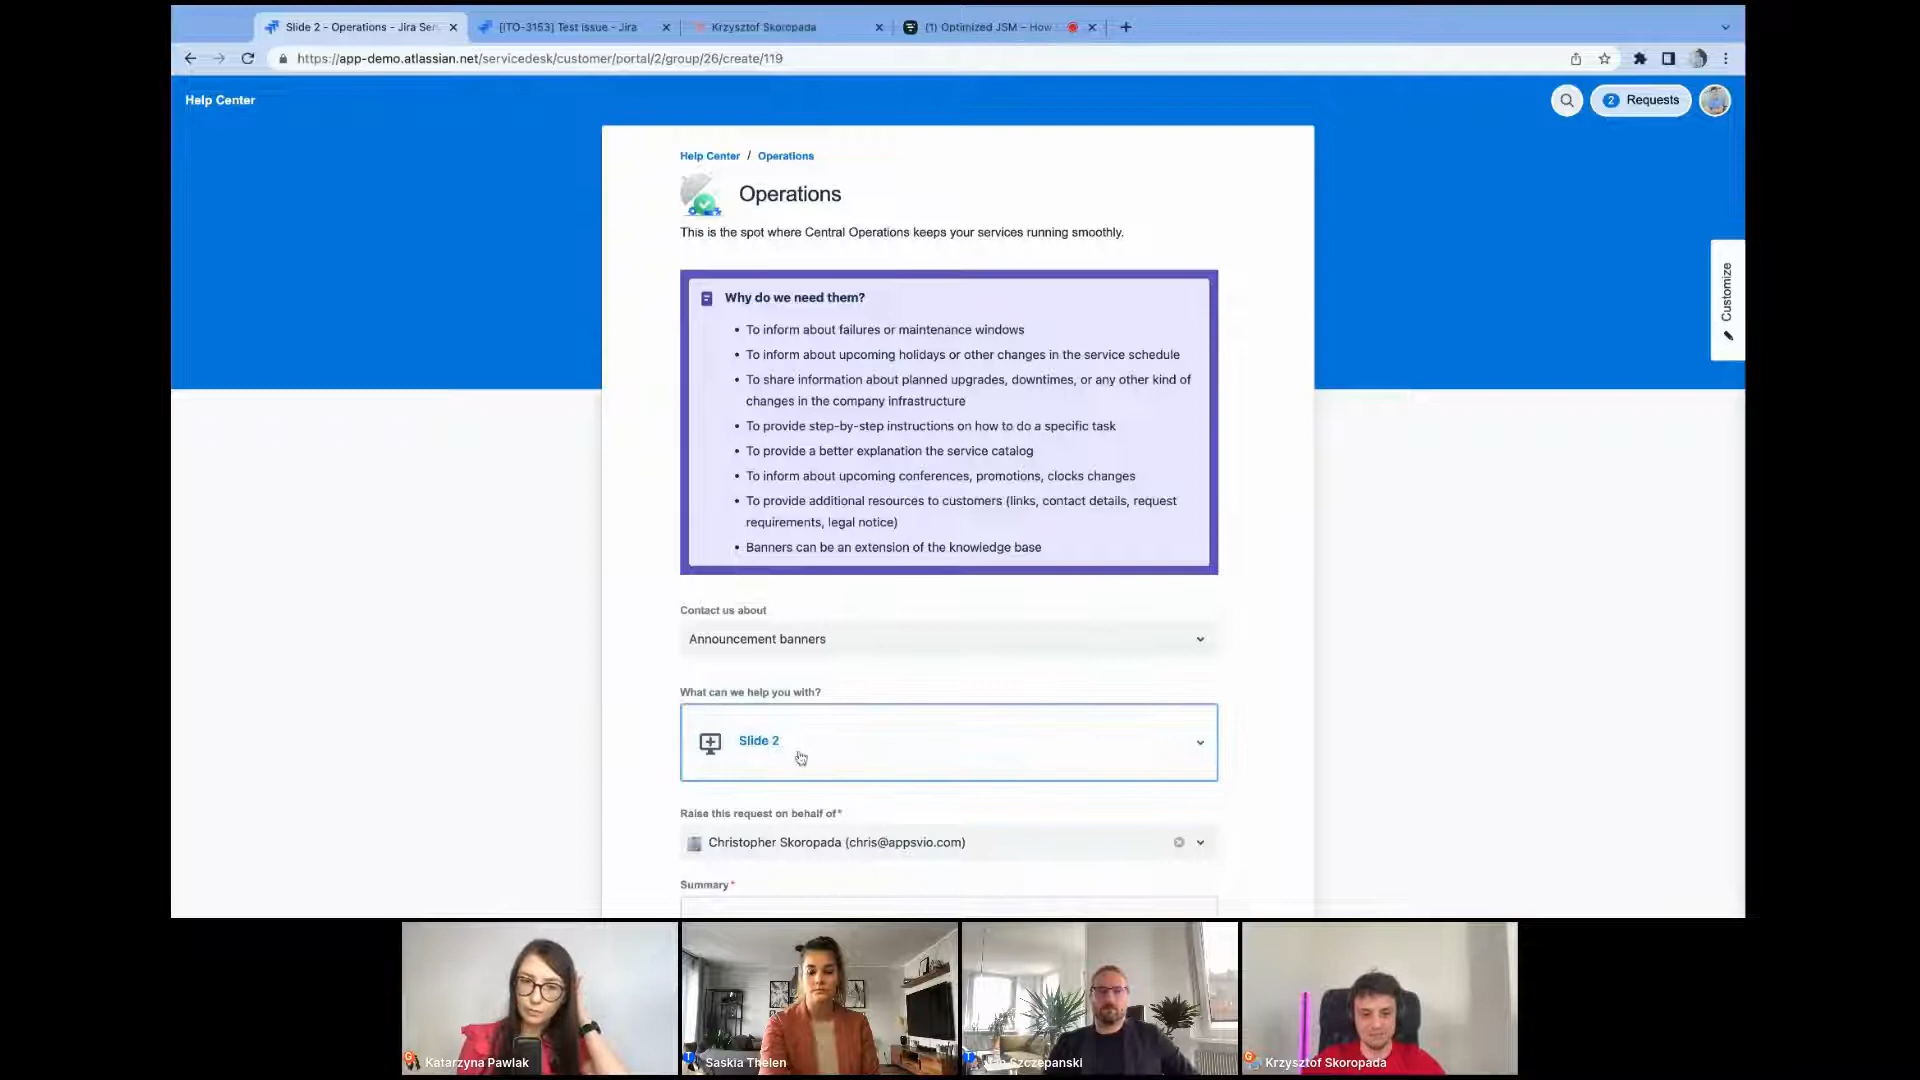 Slide 2 - Operations - Jira Ser
[ITO-3153] Test issue - Jira
Krzysztof Skoropada
(1) Optimized JSM – How
https://app-demo.atlassian.net/servicedesk/customer/portal/2/group/26/create/119
Help Center
2 Requests
Help Center / Operations
Operations
This is the spot where Central Operations keeps your services running smoothly.
Customize
Why do we need them?
• To inform about failures or maintenance windows
• To inform about upcoming holidays or other changes in the service schedule
• To share information about planned upgrades, downtimes, or any other kind of
changes in the company infrastructure
• To provide step-by-step instructions on how to do a specific task
• To provide a better explanation the service catalog
• To inform about upcoming conferences, promotions, clocks changes
• To provide additional resources to customers (links, contact details, request
requirements, legal notice)
• Banners can be an extension of the knowledge base
Contact us about
Announcement banners
What can we help you with?
Slide 2
Raise this request on behalf of*
Christopher Skoropada (chris@appsvio.com)
Summary*
Katarzyna Pawlak
Saskia Thelen
Szczepanski
Krzysztof Skoropada